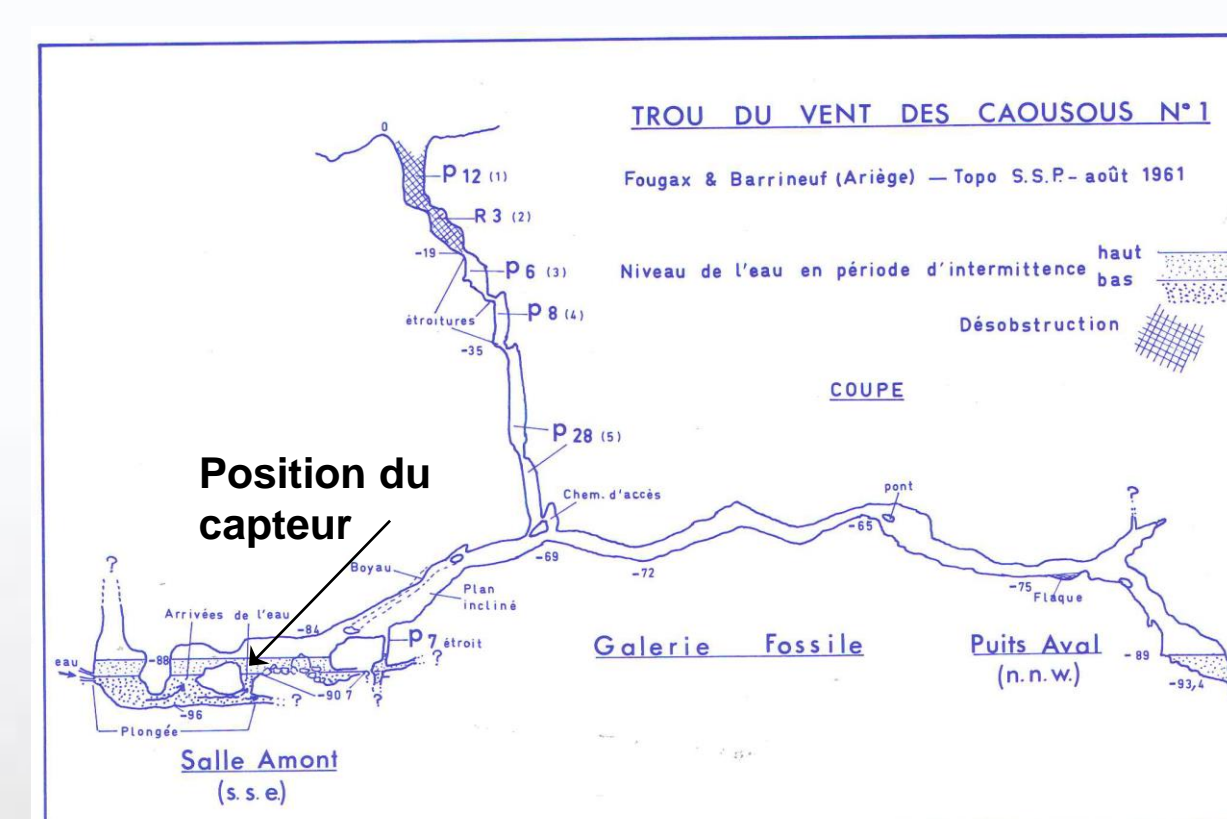 TROU DU VENT DES CAOUSOUS N° 1
Fougax & Barrineuf (Ariège) — Topo S.S.P. - août 1961
Niveau de l'eau en période d'intermittence
haut
bas
Désobstruction
COUPE
0
P 12 (1)
R 3 (2)
-19
P 6 (3)
étroitures
P 8 (4)
-35
P 28 (5)
Position du
capteur
Chem. d'accès
pont
?
-65
-69
-72
Boyau
Plan
incliné
-75
Flaque
?
Arrivées de l'eau
-84
P 7 étroit
?
Galerie Fossile
Puits Aval
(n. n. w.)
-89
-93,4
eau
-88
-90 7
?
?
?
-96
Plongée
Salle Amont
(s. s. e.)